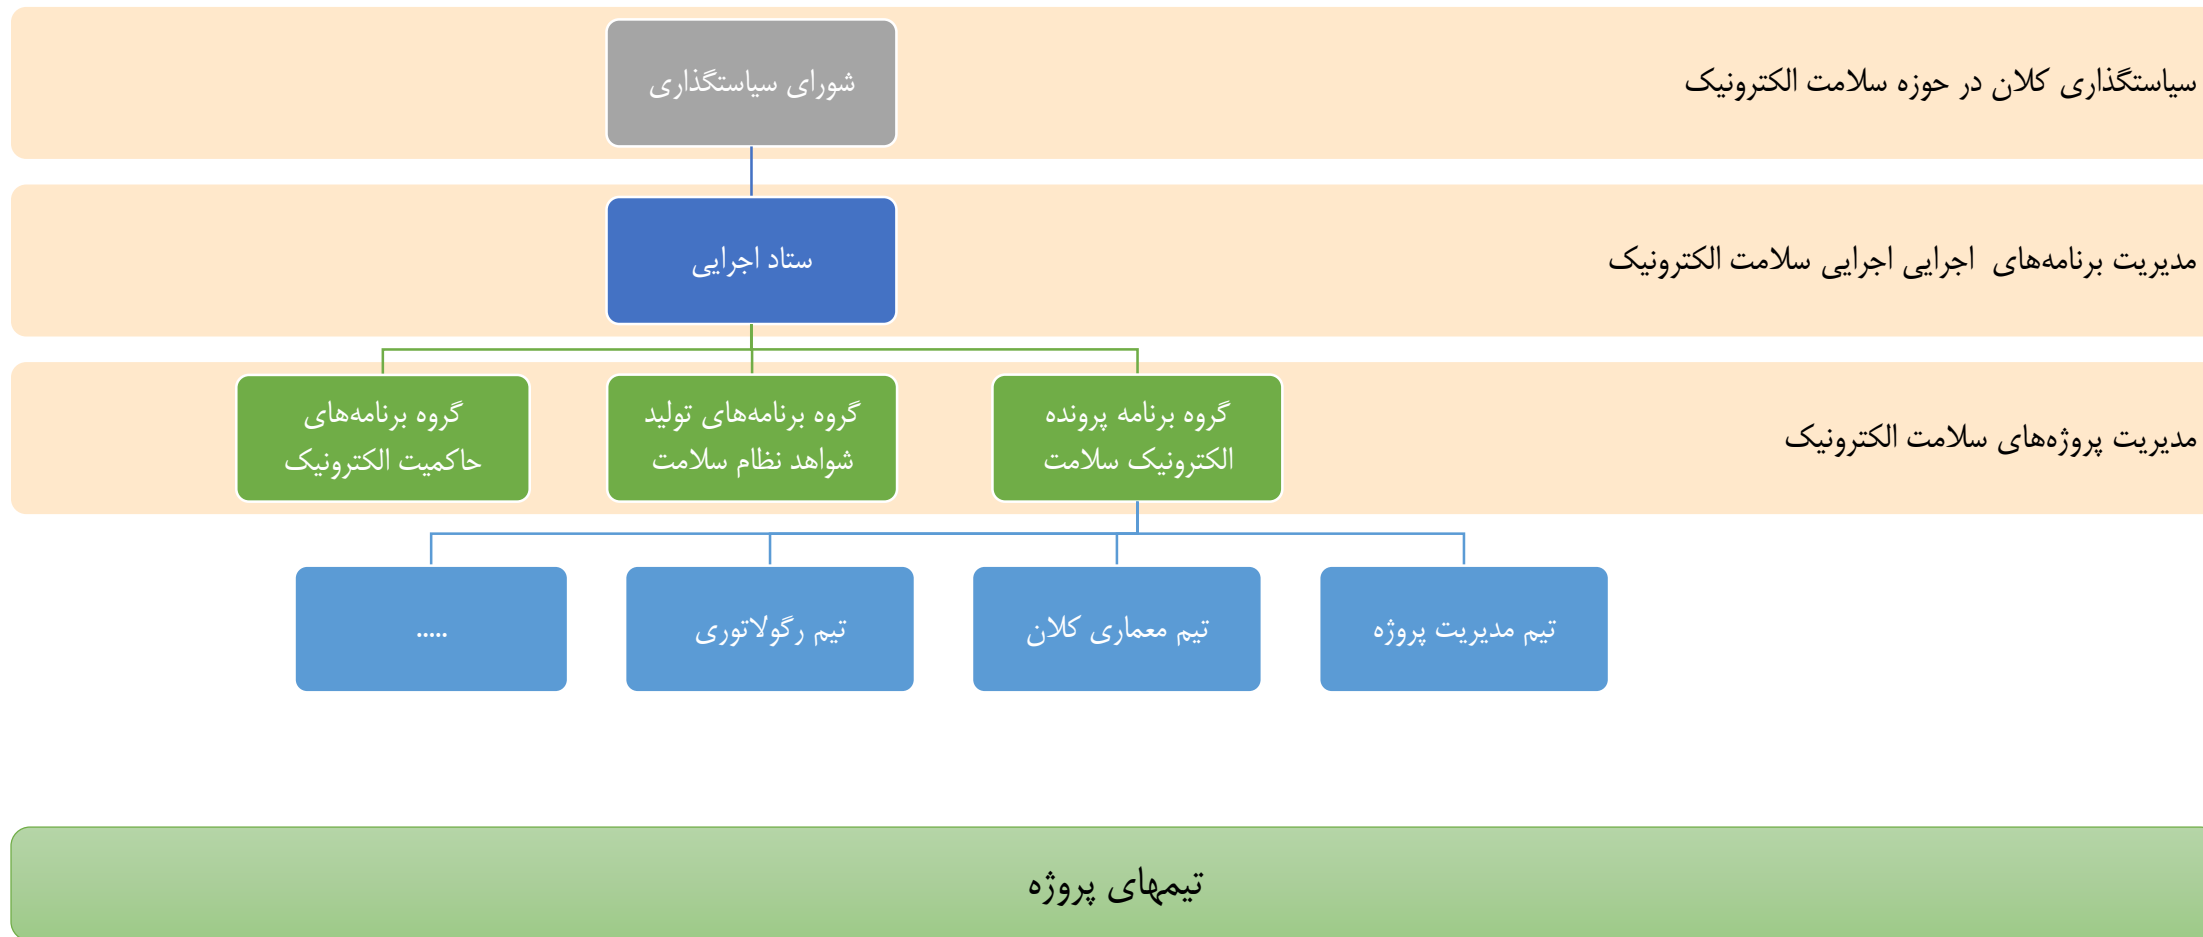 سیاستگذاری کلان در حوزه سلامت الکترونیک
شورای سیاستگذاری
مدیریت برنامه‌های  اجرایی اجرایی سلامت الکترونیک
ستاد اجرایی
مدیریت پروژه‌های سلامت الکترونیک
گروه برنامه پرونده
الکترونیک سلامت
گروه برنامه‌های تولید
شواهد نظام سلامت
گروه برنامه‌های
حاکمیت الکترونیک
تیم مدیریت پروژه
تیم معماری کلان
تیم رگولاتوری
.....
تیمهای پروژه